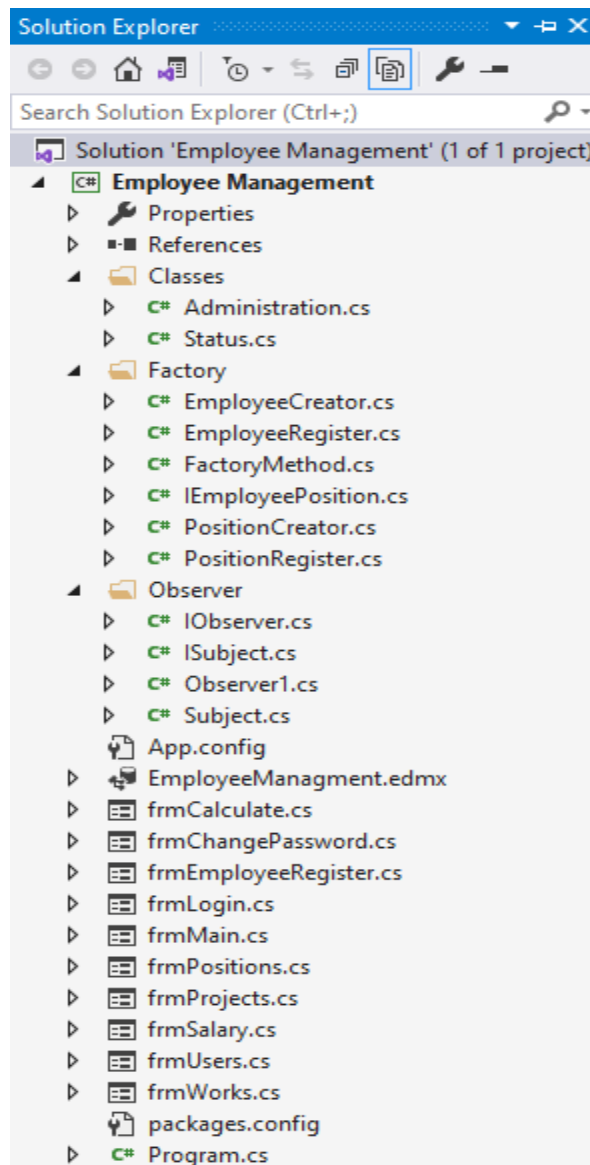 Solution Explorer
Search Solution Explorer (Ctrl+;)
Solution 'Employee Management' (1 of 1 project)
C# Employee Management
Properties
References
Classes
C# Administration.cs
C# Status.cs
Factory
C# EmployeeCreator.cs
C# EmployeeRegister.cs
C# FactoryMethod.cs
C# IEmployeePosition.cs
C# PositionCreator.cs
C# PositionRegister.cs
Observer
C# IObserver.cs
C# ISubject.cs
C# Observer1.cs
C# Subject.cs
App.config
EmployeeManagment.edmx
frmCalculate.cs
frmChangePassword.cs
frmEmployeeRegister.cs
frmLogin.cs
frmMain.cs
frmPositions.cs
frmProjects.cs
frmSalary.cs
frmUsers.cs
frmWorks.cs
packages.config
C# Program.cs